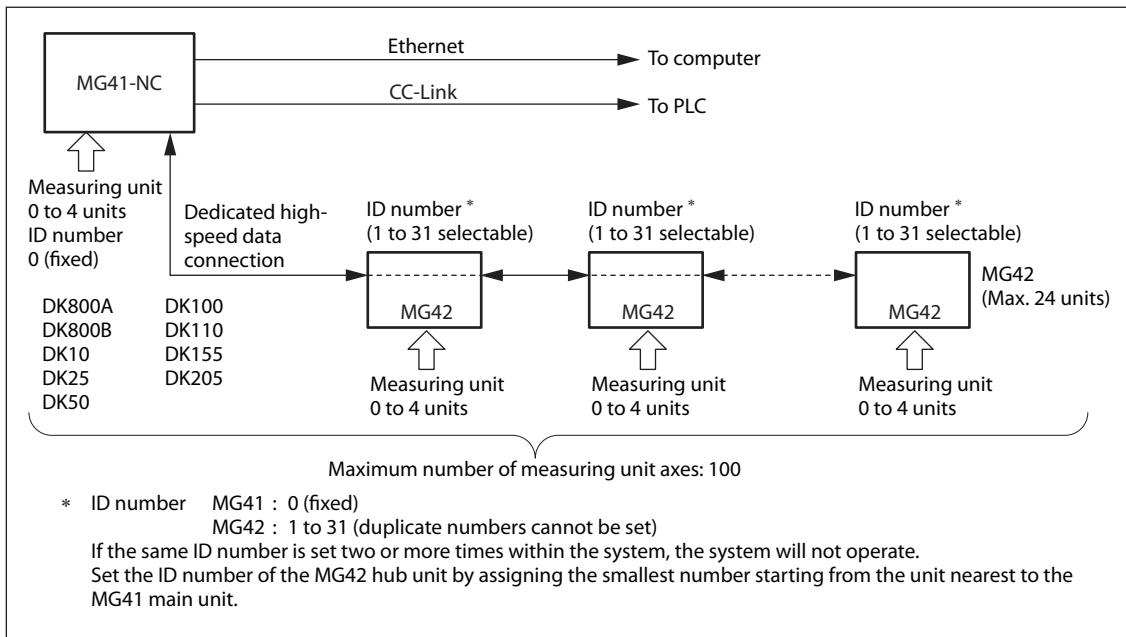 MG41-NC
Ethernet
To computer
CC-Link
To PLC
Measuring unit
0 to 4 units
ID number
0 (fixed)
Dedicated high-
speed data
connection
ID number *
(1 to 31 selectable)
ID number *
(1 to 31 selectable)
ID number *
(1 to 31 selectable)
MG42
MG42
MG42
MG42
(Max. 24 units)
DK800A
DK800B
DK10
DK25
DK50
DK100
DK110
DK155
DK205
Measuring unit
0 to 4 units
Measuring unit
0 to 4 units
Measuring unit
0 to 4 units
Maximum number of measuring unit axes: 100
* ID number MG41 : 0 (fixed)
MG42 : 1 to 31 (duplicate numbers cannot be set)
If the same ID number is set two or more times within the system, the system will not operate.
Set the ID number of the MG42 hub unit by assigning the smallest number starting from the unit nearest to the
MG41 main unit.